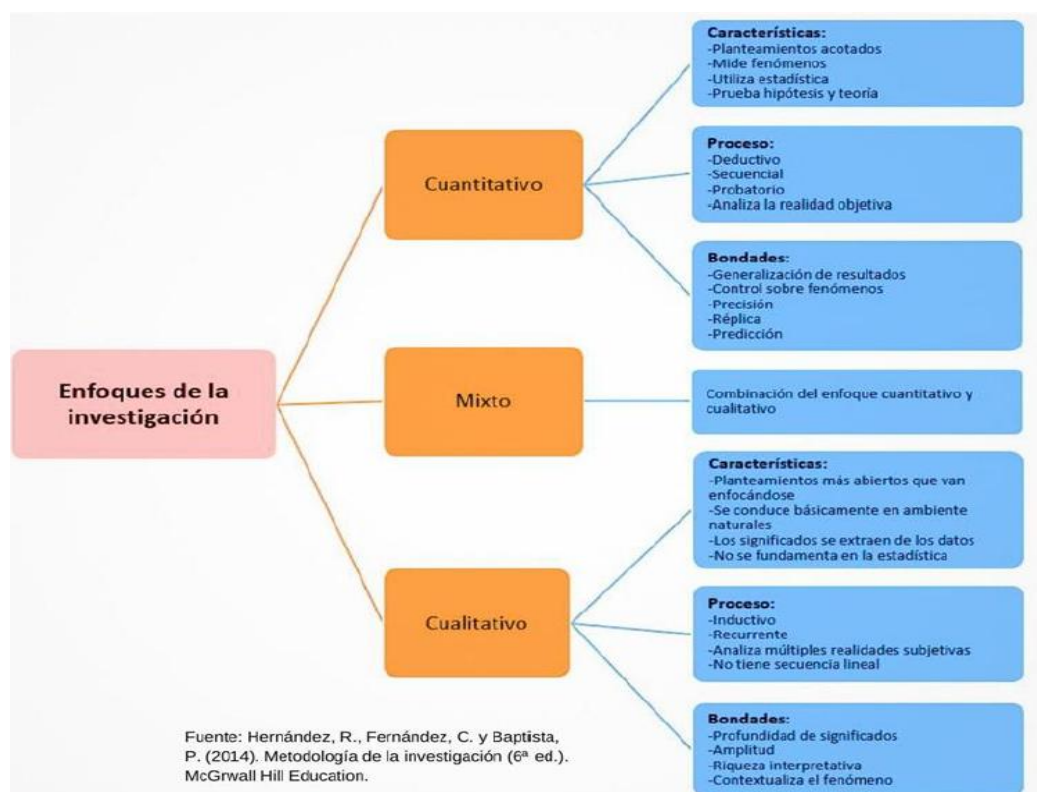 Enfoques de la
investigación
Cuantitativo
Características:
-Planteamientos acotados
-Mide fenómenos
-Utiliza estadística
-Prueba hipótesis y teoría
Proceso:
-Deductivo
-Secuencial
-Probatorio
-Analiza la realidad objetiva
Bondades:
-Generalización de resultados
-Control sobre fenómenos
-Precisión
-Réplica
-Predicción
Mixto
Combinación del enfoque cuantitativo y
cualitativo
Cualitativo
Características:
-Planteamientos más abiertos que van
enfocándose
-Se conduce básicamente en ambiente
naturales
-Los significados se extraen de los datos
-No se fundamenta en la estadística
Proceso:
-Inductivo
-Recurrente
-Analiza múltiples realidades subjetivas
-No tiene secuencia lineal
Bondades:
-Profundidad de significados
-Amplitud
-Riqueza interpretativa
-Contextualiza el fenómeno
Fuente: Hernández, R., Fernández, C. y Baptista,
P. (2014). Metodología de la investigación (6ª ed.).
McGrwall Hill Education.